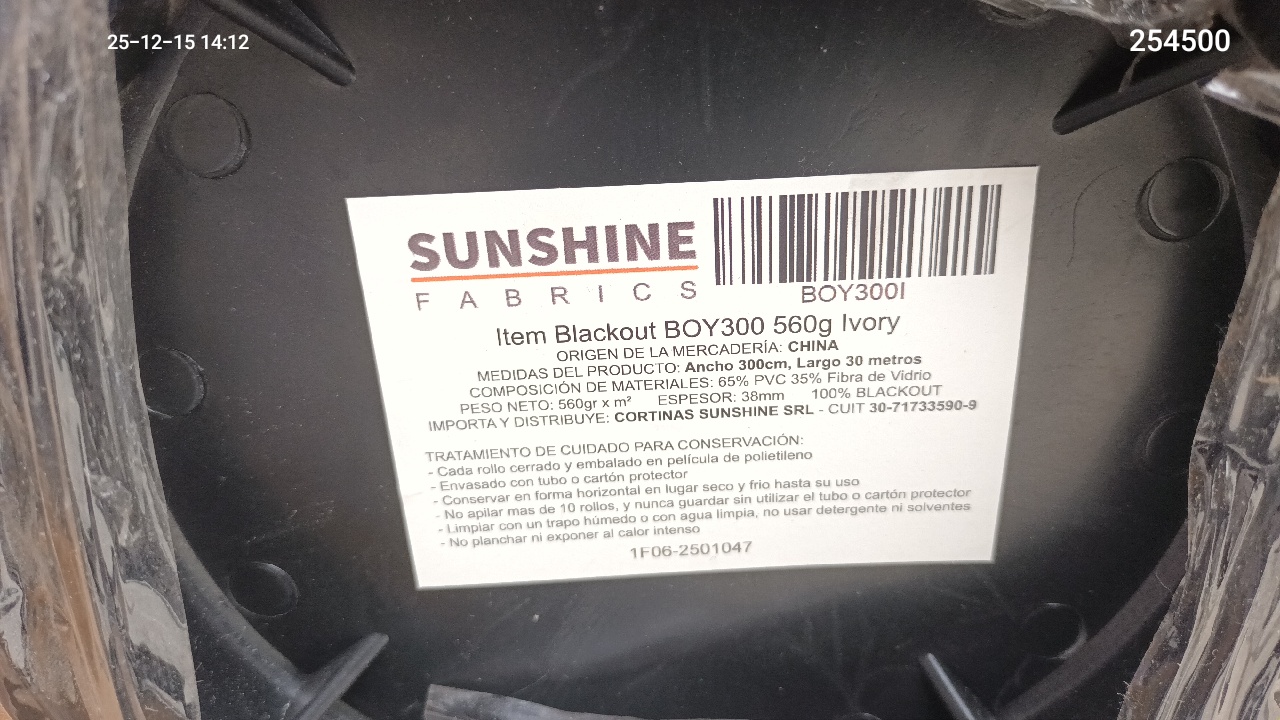 25-12-15 14:12
254500
SUNSHINE
FABRICS
BOY300I
Item Blackout BOY300 560g Ivory
ORIGEN DE LA MERCADERÍA: CHINA
MEDIDAS DEL PRODUCTO: Ancho 300cm, Largo 30 metros
COMPOSICIÓN DE MATERIALES: 65% PVC 35% Fibra de Vidrio
PESO NETO: 560gr x m² ESPESOR: 38mm 100% BLACKOUT
IMPORTA Y DISTRIBUYE: CORTINAS SUNSHINE SRL - CUIT 30-71733590-9
TRATAMIENTO DE CUIDADO PARA CONSERVACIÓN:
- Cada rollo cerrado y embalado en película de polietileno
- Envasado con tubo o cartón protector
- Conservar en forma horizontal en lugar seco y frio hasta su uso
- No apilar mas de 10 rollos, y nunca guardar sin utilizar el tubo o cartón protector
- Limpiar con un trapo húmedo o con agua limpia, no usar detergente ni solventes
- No planchar ni exponer al calor intenso
1F06-2501047